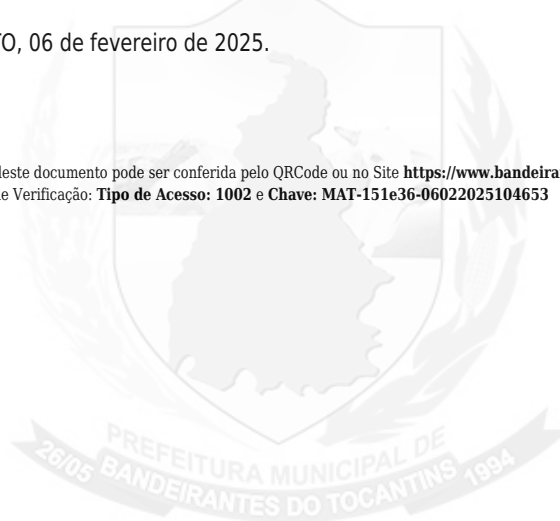 O, 06 de fevereiro de 2025.
deste documento pode ser conferida pelo QRCode ou no Site https://www.bandeira
e Verificação: Tipo de Acesso: 1002 e Chave: MAT-151e36-06022025104653
PREFEITURA MUNICIPAL DE
26/05 BANDEIRANTES DO TOCANTINS 1994